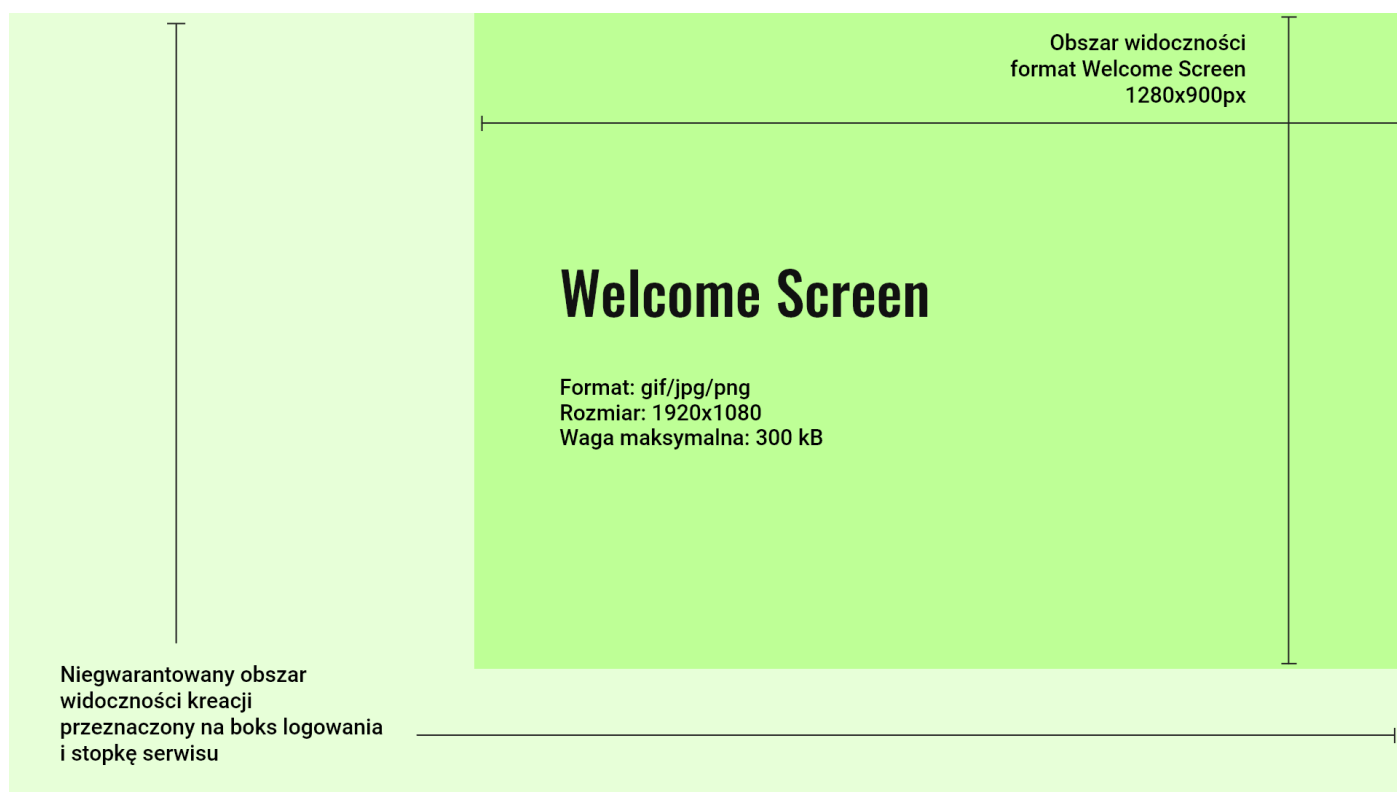 Obszar widoczności
format Welcome Screen
1280x900px
Welcome Screen
Format: gif/jpg/png
Rozmiar: 1920x1080
Waga maksymalna: 300 kB
Niegwarantowany obszar
widoczności kreacji
przeznaczony na boks logowania
i stopkę serwisu